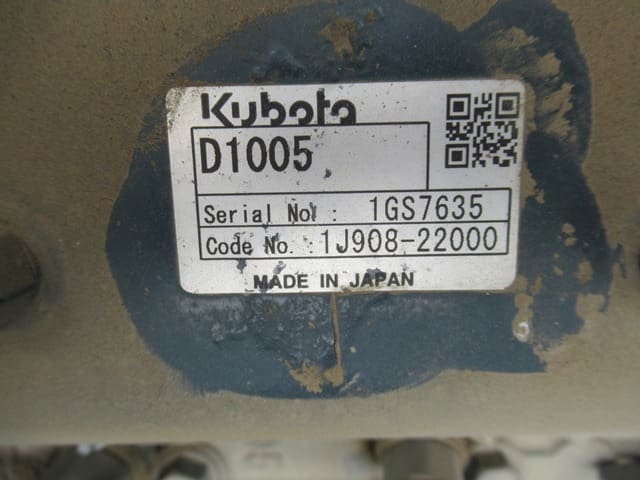 Kubota
D1005
Serial No. : 1GS7635
Code No. : 1J908-22000
MADE IN JAPAN